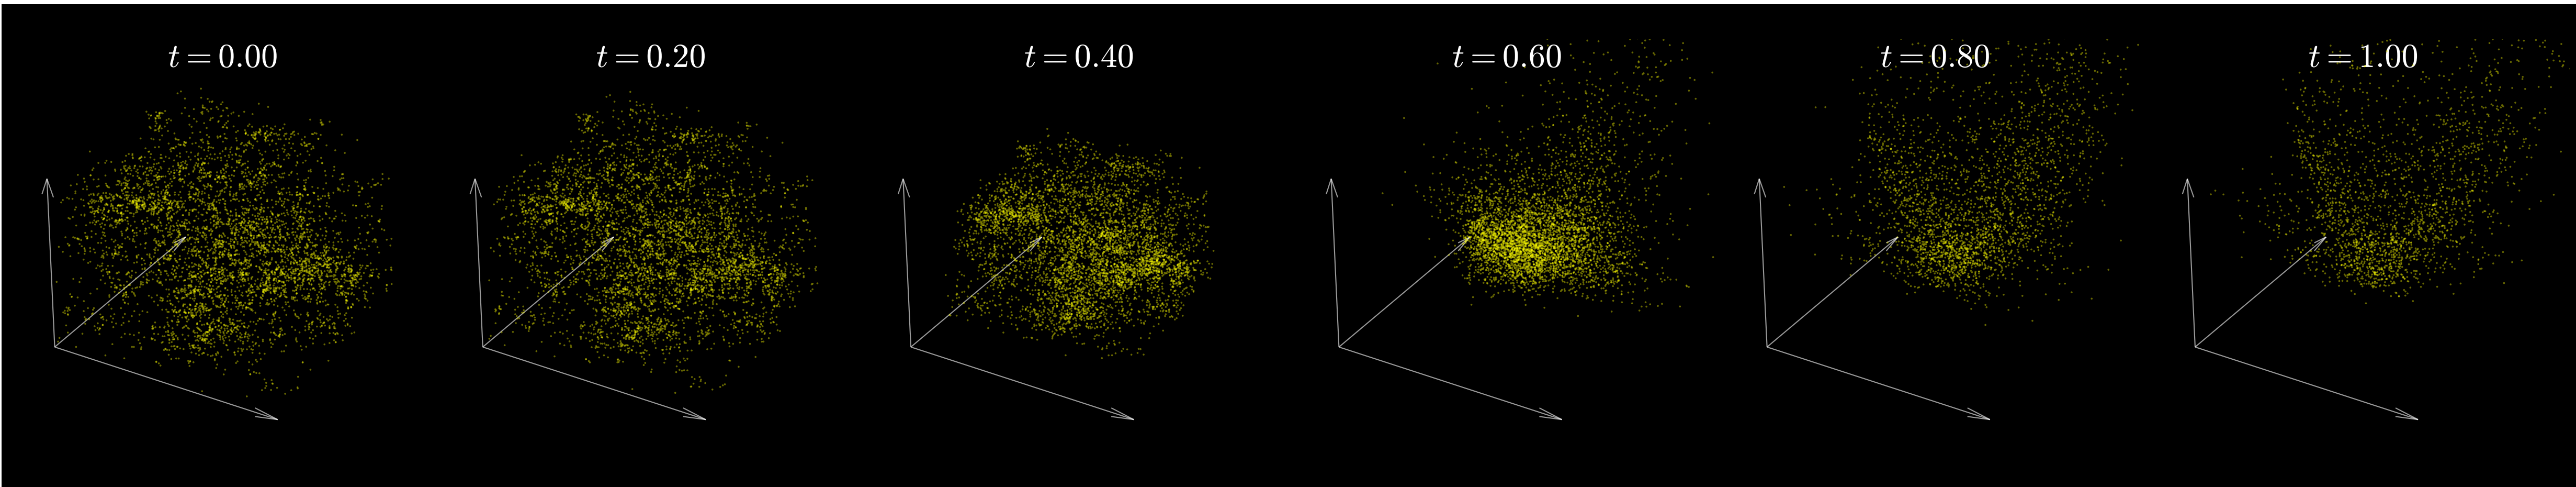 t = 0.00
t = 0.20
t = 0.40
t = 0.60
t = 0.80
t = 1.00